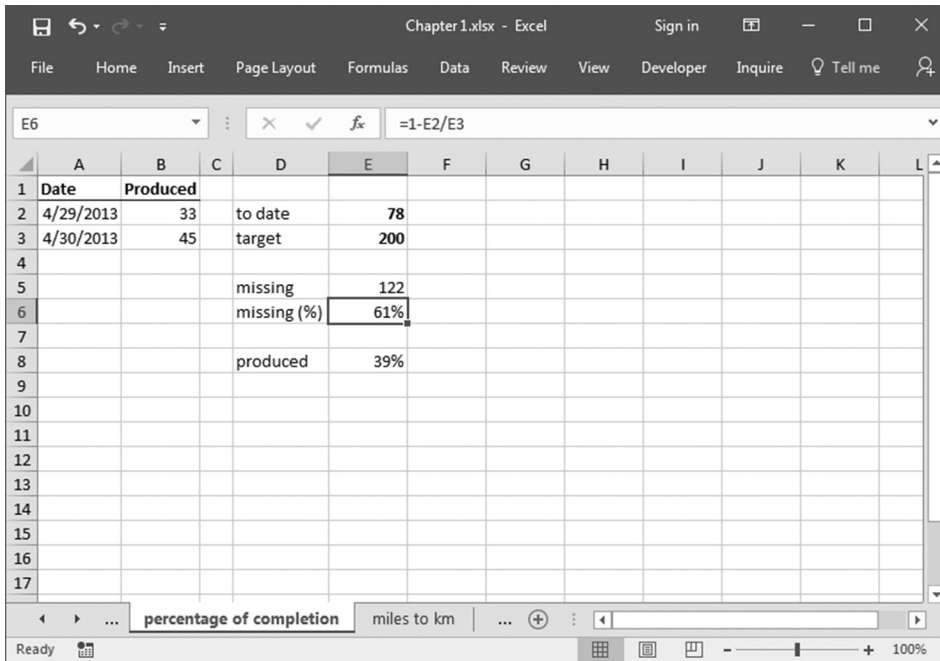 Chapter 1.xlsx - Excel Sign in
File Home Insert Page Layout Formulas Data Review View Developer Inquire Tell me
E6 fx =1-E2/E3
A B C D E F G H I J K L
1 Date Produced
2 4/29/2013 33 to date 78
3 4/30/2013 45 target 200
4
5 missing 122
6 missing (%) 61%
7
8 produced 39%
9
10
11
12
13
14
15
16
17
... percentage of completion miles to km ...
Ready 100%